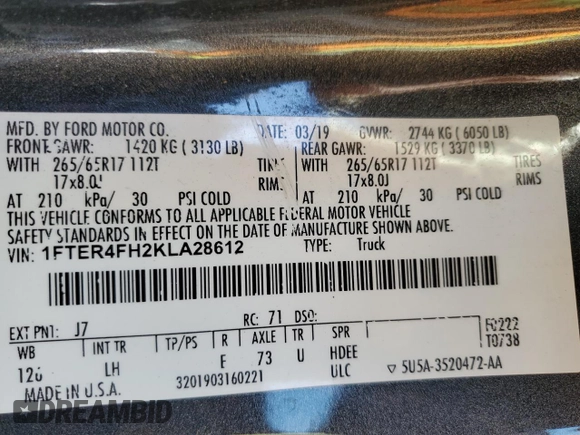 MFD. BY FORD MOTOR CO. DATE: 03/19 GVWR: 2744 KG ( 6050 LB)
FRONT GAWR: 1420 KG ( 3130 LB) REAR GAWR: 1529 KG ( 3370 LB)
WITH 265/65R17 112T TIRES WITH 265/65R17 112T TIRES
17x8.0J RIMS 17x8.0J RIMS
AT 210 kPa/ 30 PSI COLD AT 210 kPa/ 30 PSI COLD
THIS VEHICLE CONFORMS TO ALL APPLICABLE FEDERAL MOTOR VEHICLE
SAFETY STANDARDS IN EFFECT ON THE DATE OF MANUFACTURE SHOWN ABOVE.
VIN: 1FTER4FH2KLA28612 TYPE: Truck
EXT PNT: J7 RC: 71 DSO:
WB INT TR TP/PS R AXLE TR SPR
126 LH E 73 U HDEE
ULC
F0222
T0738
MADE IN U.S.A. 3201903160221 ▽ 5U5A-3520472-AA
DREAMBID